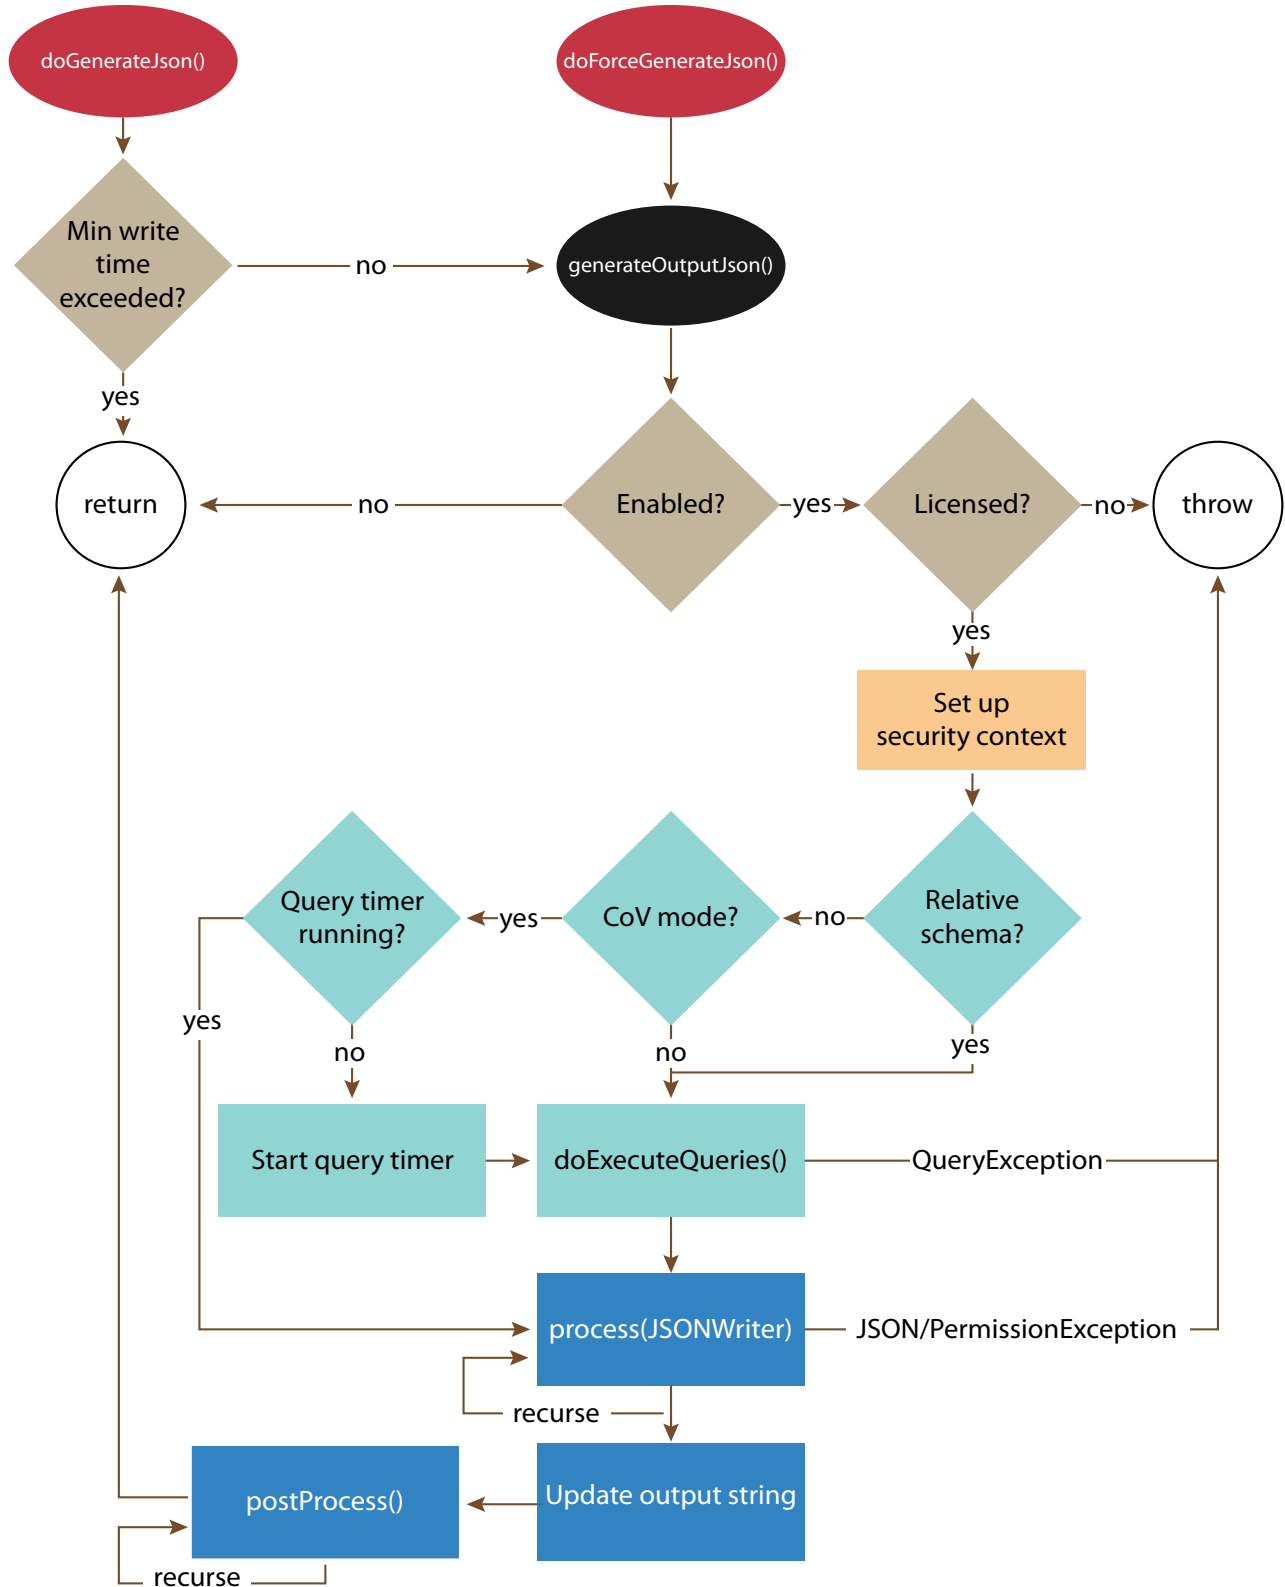 doGenerateJson()
doForceGenerateJson()
Min write
time
exceeded?
no
generateOutputJson()
yes
return
no
Enabled?
yes
Licensed?
no
throw
yes
Set up
security context
Query timer
running?
yes
CoV mode?
no
Relative
schema?
yes
no
no
yes
Start query timer
doExecuteQueries()
QueryException
process(JSONWriter)
JSON/PermissionException
recurse
postProcess()
Update output string
recurse